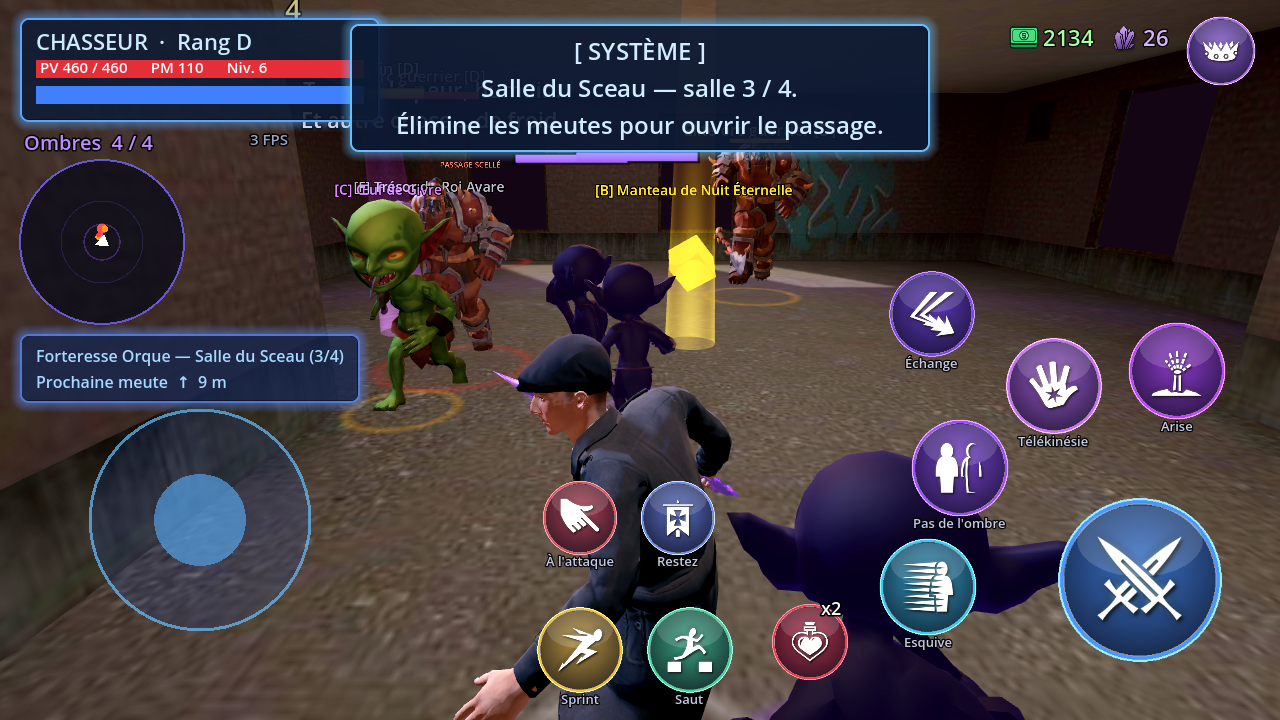 4
CHASSEUR · Rang D
PV 460 / 460 PM 110 Niv. 6
[ SYSTÈME ]
Salle du Sceau — salle 3 / 4.
Élimine les meutes pour ouvrir le passage.
2134
26
Ombres 4 / 4
3 FPS
PASSAGE SCELLÉ
Roi Avare
[B] Manteau de Nuit Éternelle
Forteresse Orque — Salle du Sceau (3/4)
Prochaine meute ↑ 9 m
Échange
Télékinésie
Arise
Pas de l'ombre
À l'attaque
Restez
x2
Esquive
Sprint
Saut